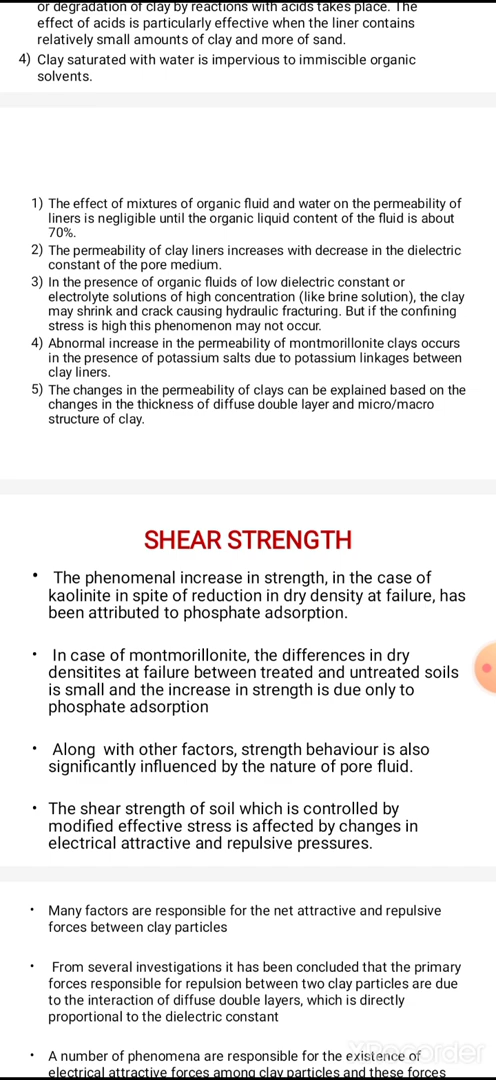 or degradation of clay by reactions with acids takes place. The
effect of acids is particularly effective when the liner contains
relatively small amounts of clay and more of sand.
4) Clay saturated with water is impervious to immiscible organic
solvents.
1) The effect of mixtures of organic fluid and water on the permeability of
liners is negligible until the organic liquid content of the fluid is about
70%.
2) The permeability of clay liners increases with decrease in the dielectric
constant of the pore medium.
3) In the presence of organic fluids of low dielectric constant or
electrolyte solutions of high concentration (like brine solution), the clay
may shrink and crack causing hydraulic fracturing. But if the confining
stress is high this phenomenon may not occur.
4) Abnormal increase in the permeability of montmorillonite clays occurs
in the presence of potassium salts due to potassium linkages between
clay liners.
5) The changes in the permeability of clays can be explained based on the
changes in the thickness of diffuse double layer and micro/macro
structure of clay.
SHEAR STRENGTH
• The phenomenal increase in strength, in the case of
kaolinite in spite of reduction in dry density at failure, has
been attributed to phosphate adsorption.
• In case of montmorillonite, the differences in dry
densitites at failure between treated and untreated soils
is small and the increase in strength is due only to
phosphate adsorption
• Along with other factors, strength behaviour is also
significantly influenced by the nature of pore fluid.
• The shear strength of soil which is controlled by
modified effective stress is affected by changes in
electrical attractive and repulsive pressures.
• Many factors are responsible for the net attractive and repulsive
forces between clay particles
• From several investigations it has been concluded that the primary
forces responsible for repulsion between two clay particles are due
to the interaction of diffuse double layers, which is directly
proportional to the dielectric constant
• A number of phenomena are responsible for the existence of
electrical attractive forces among clay particles and these forces
XRecorder